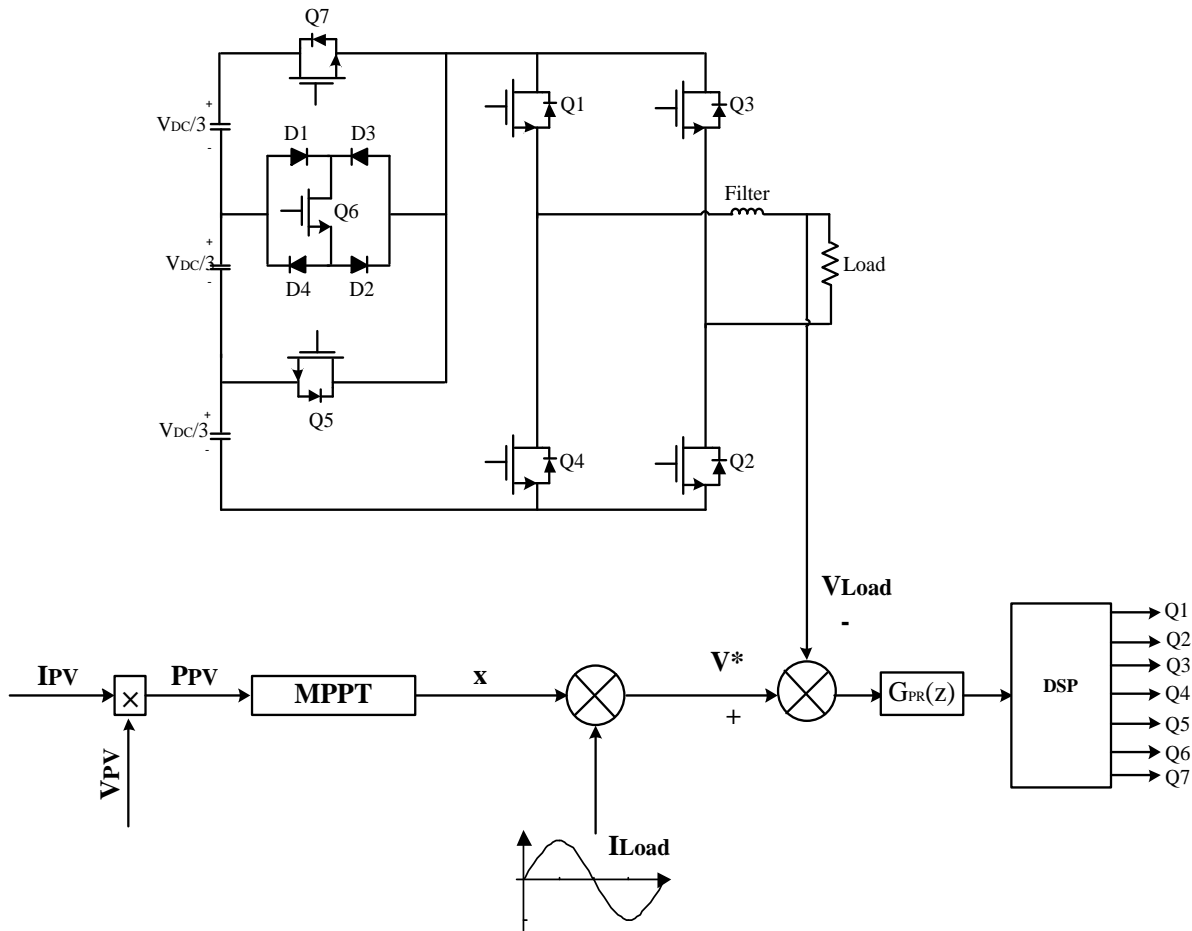 Q7
Q1
Q3
+
VDC/3
-
D1
D3
Q6
Filter
+
VDC/3
-
Load
D4
D2
Q5
+
VDC/3
-
Q4
Q2
VLoad
-
IPV
PPV
MPPT
x
V*
+
GPR(z)
DSP
Q1
Q2
Q3
Q4
Q5
Q6
Q7
×
VPV
ILoad